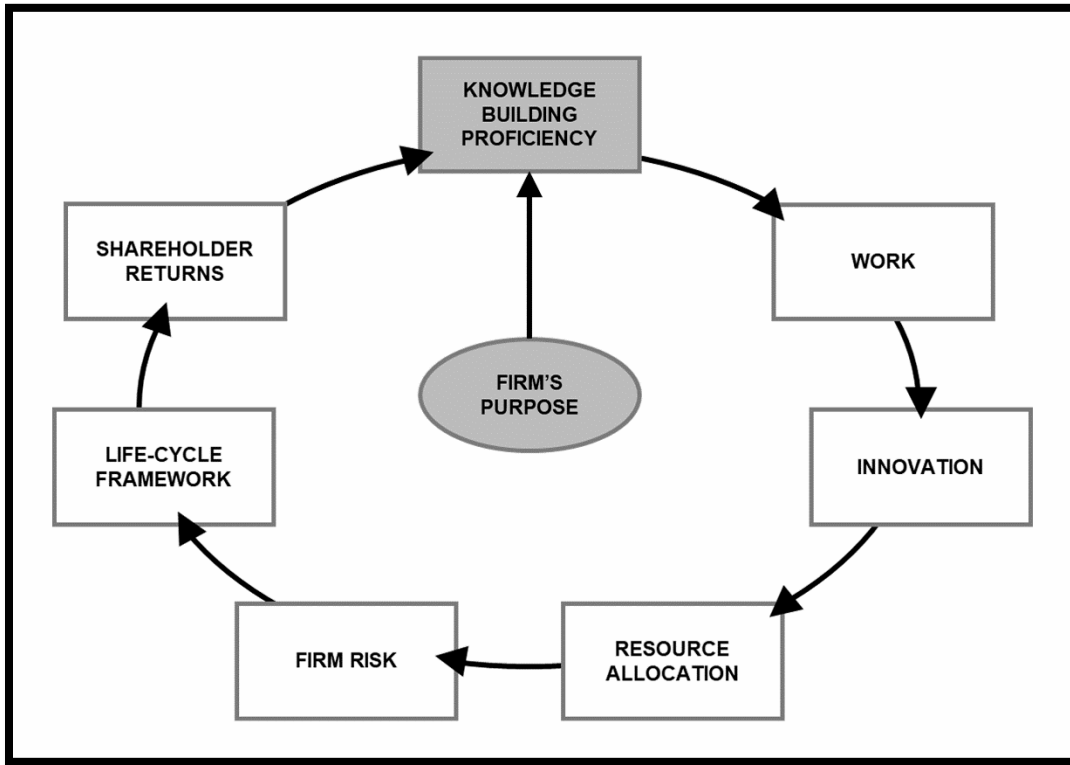 KNOWLEDGE
BUILDING
PROFICIENCY
WORK
INNOVATION
RESOURCE
ALLOCATION
FIRM RISK
LIFE-CYCLE
FRAMEWORK
SHAREHOLDER
RETURNS
FIRM'S
PURPOSE